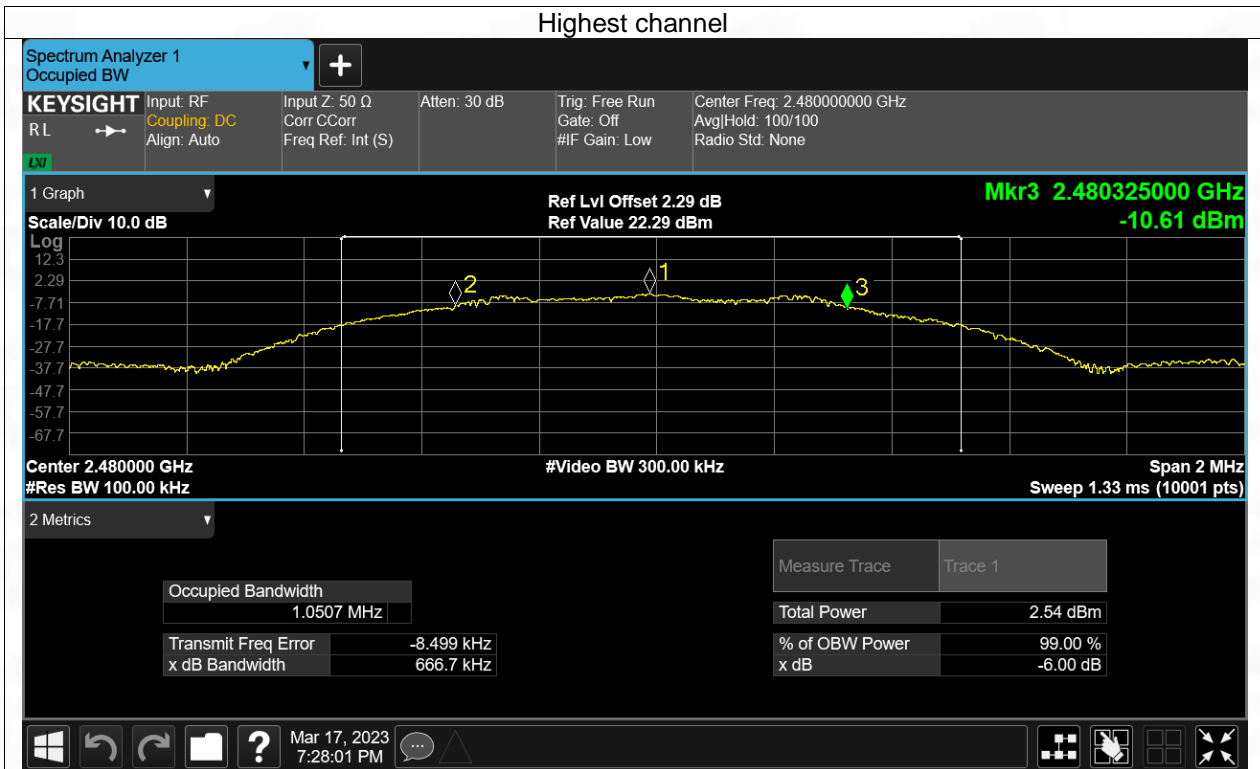 Highest channel
Spectrum Analyzer 1
Occupied BW
KEYSIGHT
RL
LXI
Input: RF
Coupling: DC
Align: Auto
Input Z: 50 Ω
Corr CCorr
Freq Ref: Int (S)
Atten: 30 dB
Trig: Free Run
Gate: Off
#IF Gain: Low
Center Freq: 2.480000000 GHz
Avg|Hold: 100/100
Radio Std: None
1 Graph
Scale/Div 10.0 dB
Ref Lvl Offset 2.29 dB
Ref Value 22.29 dBm
Mkr3 2.480325000 GHz
-10.61 dBm
Log
12.3
2.29
-7.71
-17.7
-27.7
-37.7
-47.7
-57.7
-67.7
2
1
3
Center 2.480000 GHz
#Res BW 100.00 kHz
#Video BW 300.00 kHz
Span 2 MHz
Sweep 1.33 ms (10001 pts)
2 Metrics
Measure Trace Trace 1
Occupied Bandwidth
1.0507 MHz
Total Power 2.54 dBm
Transmit Freq Error -8.499 kHz
% of OBW Power 99.00 %
x dB Bandwidth 666.7 kHz
x dB -6.00 dB
?
Mar 17, 2023
7:28:01 PM